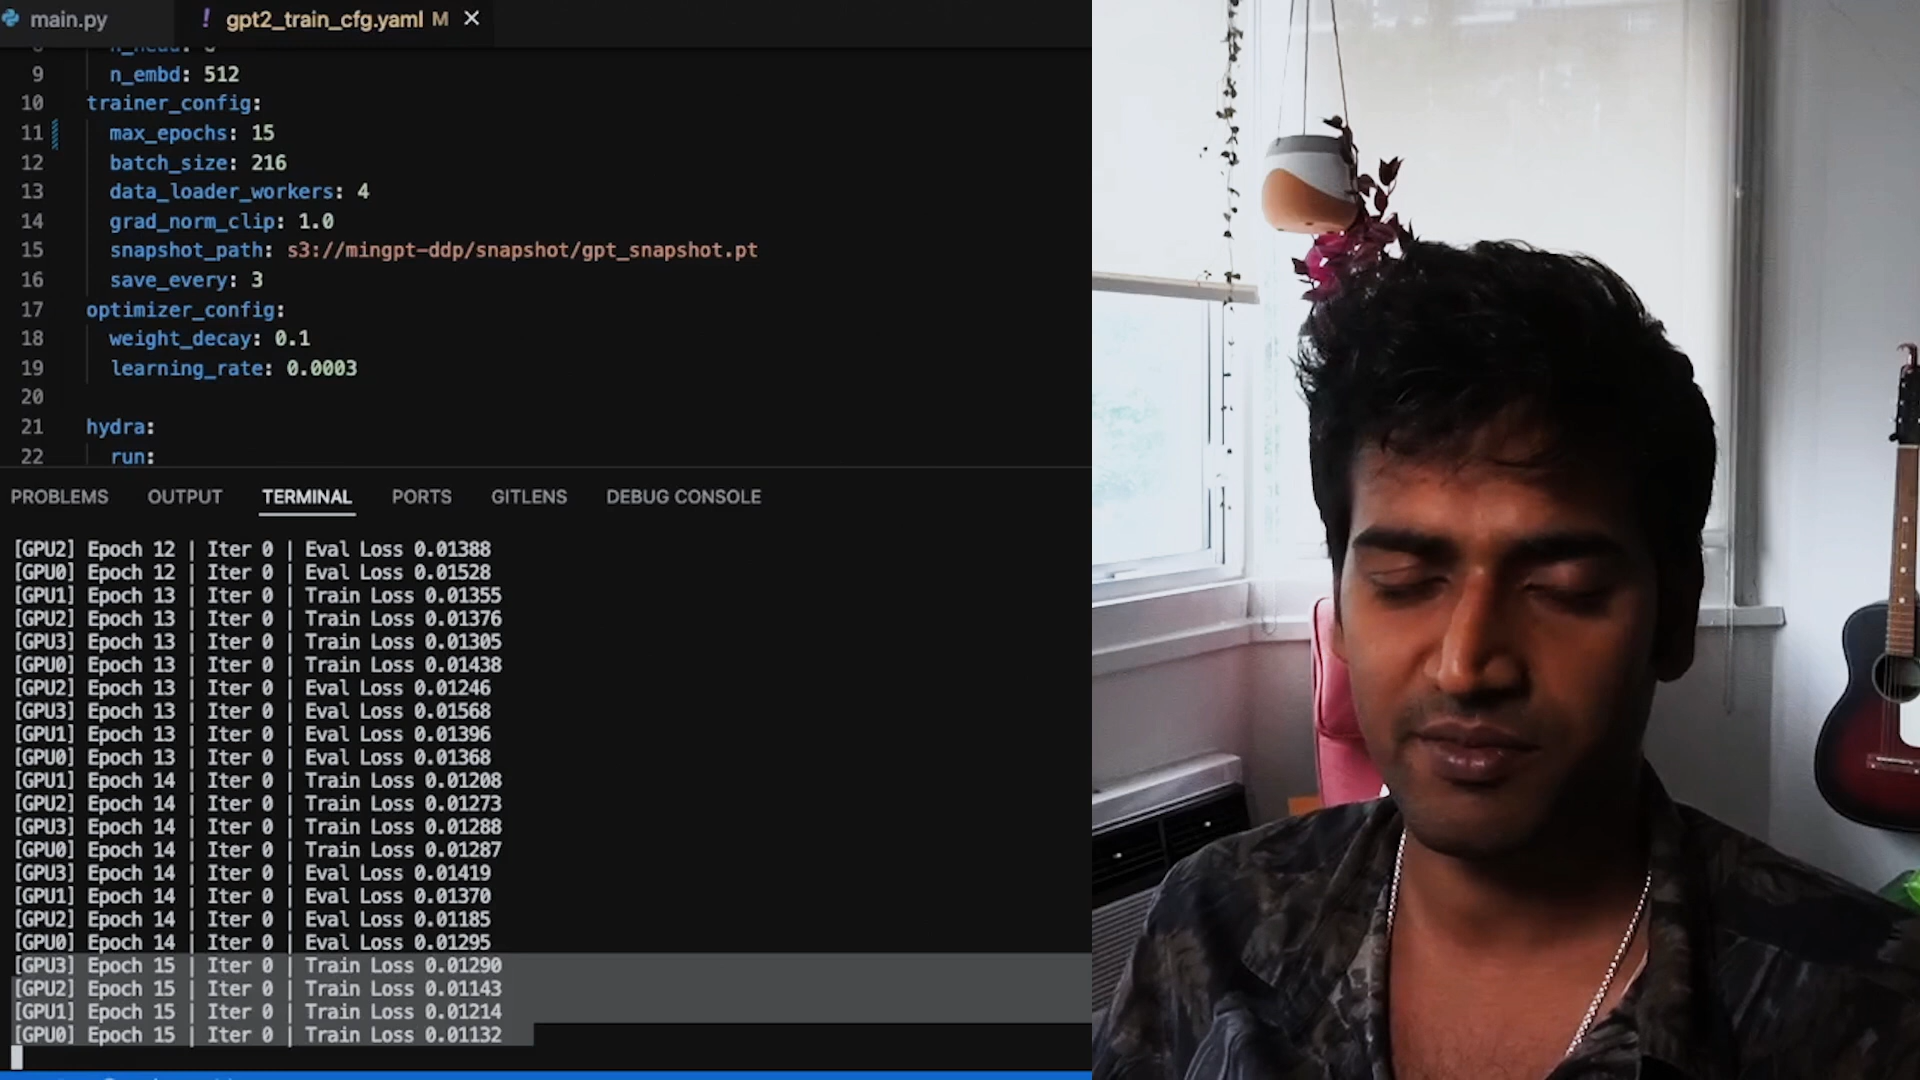 main.py
! gpt2_train_cfg.yaml M ×
9 n_embd: 512
10 trainer_config:
11 max_epochs: 15
12 batch_size: 216
13 data_loader_workers: 4
14 grad_norm_clip: 1.0
15 snapshot_path: s3://mingpt-ddp/snapshot/gpt_snapshot.pt
16 save_every: 3
17 optimizer_config:
18 weight_decay: 0.1
19 learning_rate: 0.0003
20
21 hydra:
22 run:
PROBLEMS OUTPUT TERMINAL PORTS GITLENS DEBUG CONSOLE
[GPU2] Epoch 12 | Iter 0 | Eval Loss 0.01388
[GPU0] Epoch 12 | Iter 0 | Eval Loss 0.01528
[GPU1] Epoch 13 | Iter 0 | Train Loss 0.01355
[GPU2] Epoch 13 | Iter 0 | Train Loss 0.01376
[GPU3] Epoch 13 | Iter 0 | Train Loss 0.01305
[GPU0] Epoch 13 | Iter 0 | Train Loss 0.01438
[GPU2] Epoch 13 | Iter 0 | Eval Loss 0.01246
[GPU3] Epoch 13 | Iter 0 | Eval Loss 0.01568
[GPU1] Epoch 13 | Iter 0 | Eval Loss 0.01396
[GPU0] Epoch 13 | Iter 0 | Eval Loss 0.01368
[GPU1] Epoch 14 | Iter 0 | Train Loss 0.01208
[GPU2] Epoch 14 | Iter 0 | Train Loss 0.01273
[GPU3] Epoch 14 | Iter 0 | Train Loss 0.01288
[GPU0] Epoch 14 | Iter 0 | Train Loss 0.01287
[GPU3] Epoch 14 | Iter 0 | Eval Loss 0.01419
[GPU1] Epoch 14 | Iter 0 | Eval Loss 0.01370
[GPU2] Epoch 14 | Iter 0 | Eval Loss 0.01185
[GPU0] Epoch 14 | Iter 0 | Eval Loss 0.01295
[GPU3] Epoch 15 | Iter 0 | Train Loss 0.01290
[GPU2] Epoch 15 | Iter 0 | Train Loss 0.01143
[GPU1] Epoch 15 | Iter 0 | Train Loss 0.01214
[GPU0] Epoch 15 | Iter 0 | Train Loss 0.01132